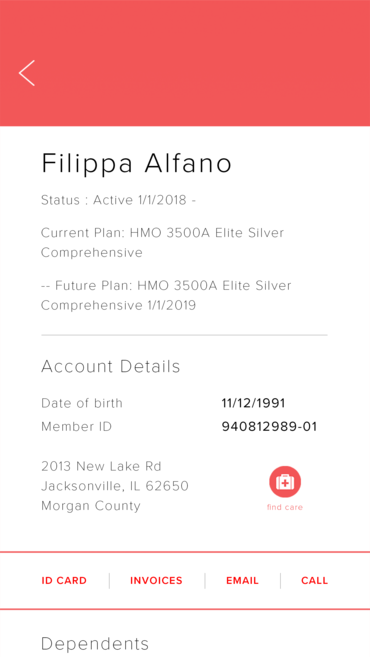 Filippa Alfano
Status : Active 1/1/2018 -
Current Plan: HMO 3500A Elite Silver
Comprehensive
-- Future Plan: HMO 3500A Elite Silver
Comprehensive 1/1/2019
Account Details
Date of birth 11/12/1991
Member ID 940812989-01
2013 New Lake Rd
Jacksonville, IL 62650
Morgan County
find care
ID CARD INVOICES EMAIL CALL
Dependents